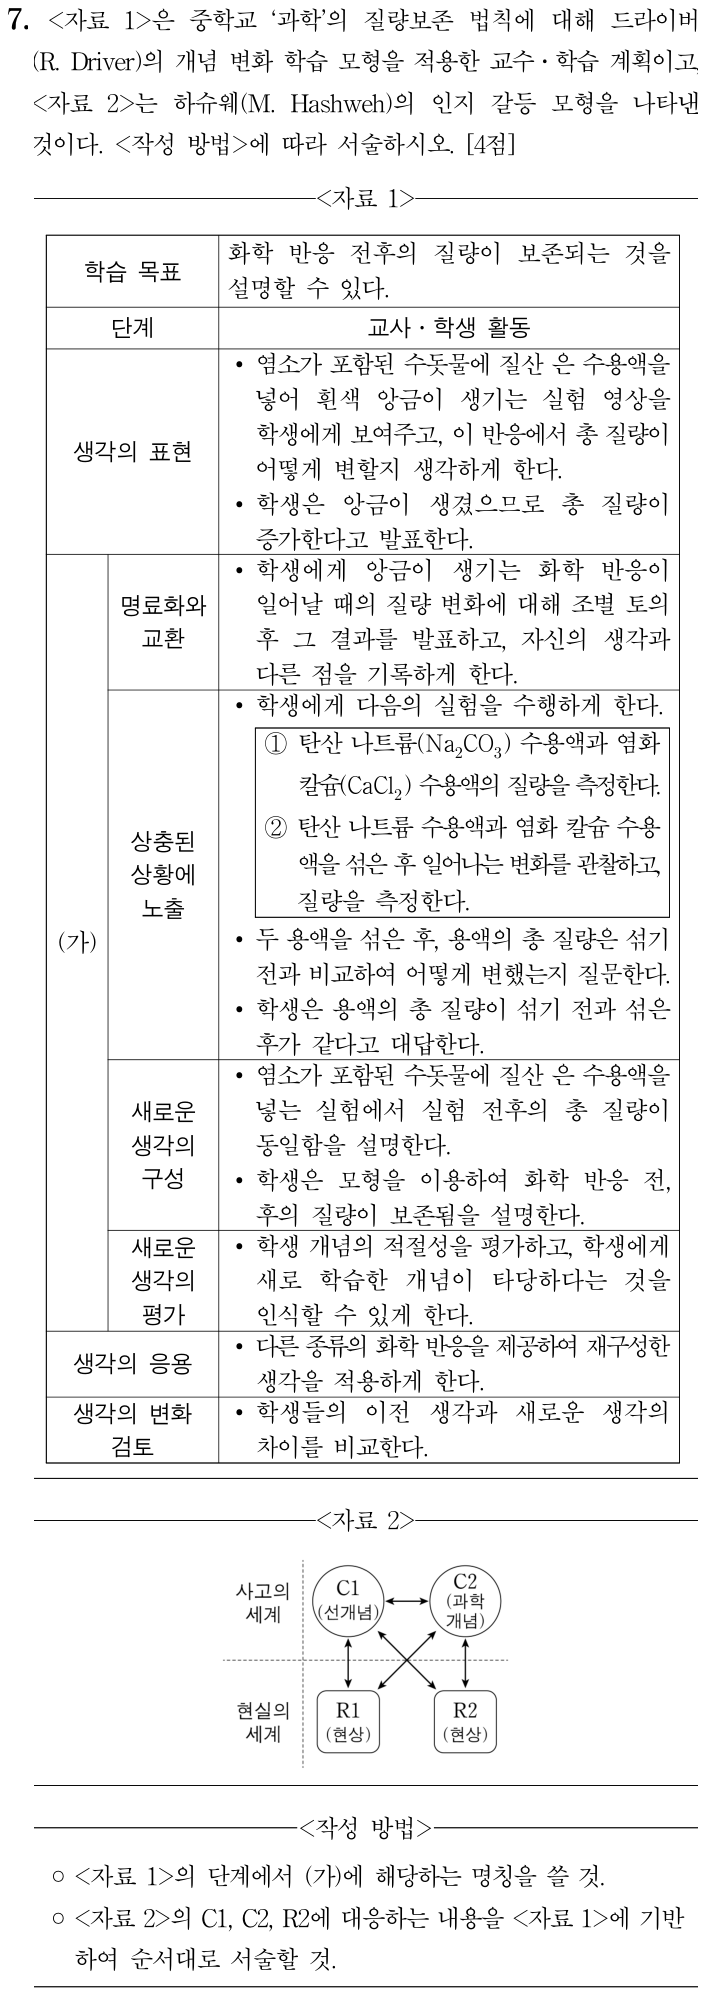 7. <자료 1>은 중학교 '과학'의 질량보존 법칙에 대해 드라이버
(R. Driver)의 개념 변화 학습 모형을 적용한 교수·학습 계획이고,
<자료 2>는 하슈웨(M. Hashweh)의 인지 갈등 모형을 나타낸
것이다. <작성 방법>에 따라 서술하시오. [4점]
<자료 1>
학습 목표
화학 반응 전후의 질량이 보존되는 것을
설명할 수 있다.
단계
교사·학생 활동
생각의 표현
• 염소가 포함된 수돗물에 질산 은 수용액을
넣어 흰색 앙금이 생기는 실험 영상을
학생에게 보여주고, 이 반응에서 총 질량이
어떻게 변할지 생각하게 한다.
• 학생은 앙금이 생겼으므로 총 질량이
증가한다고 발표한다.
(가)
명료화와
교환
• 학생에게 앙금이 생기는 화학 반응이
일어날 때의 질량 변화에 대해 조별 토의
후 그 결과를 발표하고, 자신의 생각과
다른 점을 기록하게 한다.
상충된
상황에
노출
• 학생에게 다음의 실험을 수행하게 한다.
① 탄산 나트륨(Na₂CO₃) 수용액과 염화
칼슘(CaCl₂) 수용액의 질량을 측정한다.
② 탄산 나트륨 수용액과 염화 칼슘 수용
액을 섞은 후 일어나는 변화를 관찰하고,
질량을 측정한다.
• 두 용액을 섞은 후, 용액의 총 질량은 섞기
전과 비교하여 어떻게 변했는지 질문한다.
• 학생은 용액의 총 질량이 섞기 전과 섞은
후가 같다고 대답한다.
새로운
생각의
구성
• 염소가 포함된 수돗물에 질산 은 수용액을
넣는 실험에서 실험 전후의 총 질량이
동일함을 설명한다.
• 학생은 모형을 이용하여 화학 반응 전,
후의 질량이 보존됨을 설명한다.
새로운
생각의
평가
• 학생 개념의 적절성을 평가하고, 학생에게
새로 학습한 개념이 타당하다는 것을
인식할 수 있게 한다.
생각의 응용
• 다른 종류의 화학 반응을 제공하여 재구성한
생각을 적용하게 한다.
생각의 변화
검토
• 학생들의 이전 생각과 새로운 생각의
차이를 비교한다.
<자료 2>
사고의
세계
C1
(선개념)
C2
(과학
개념)
현실의
세계
R1
(현상)
R2
(현상)
<작성 방법>
○ <자료 1>의 단계에서 (가)에 해당하는 명칭을 쓸 것.
○ <자료 2>의 C1, C2, R2에 대응하는 내용을 <자료 1>에 기반
하여 순서대로 서술할 것.